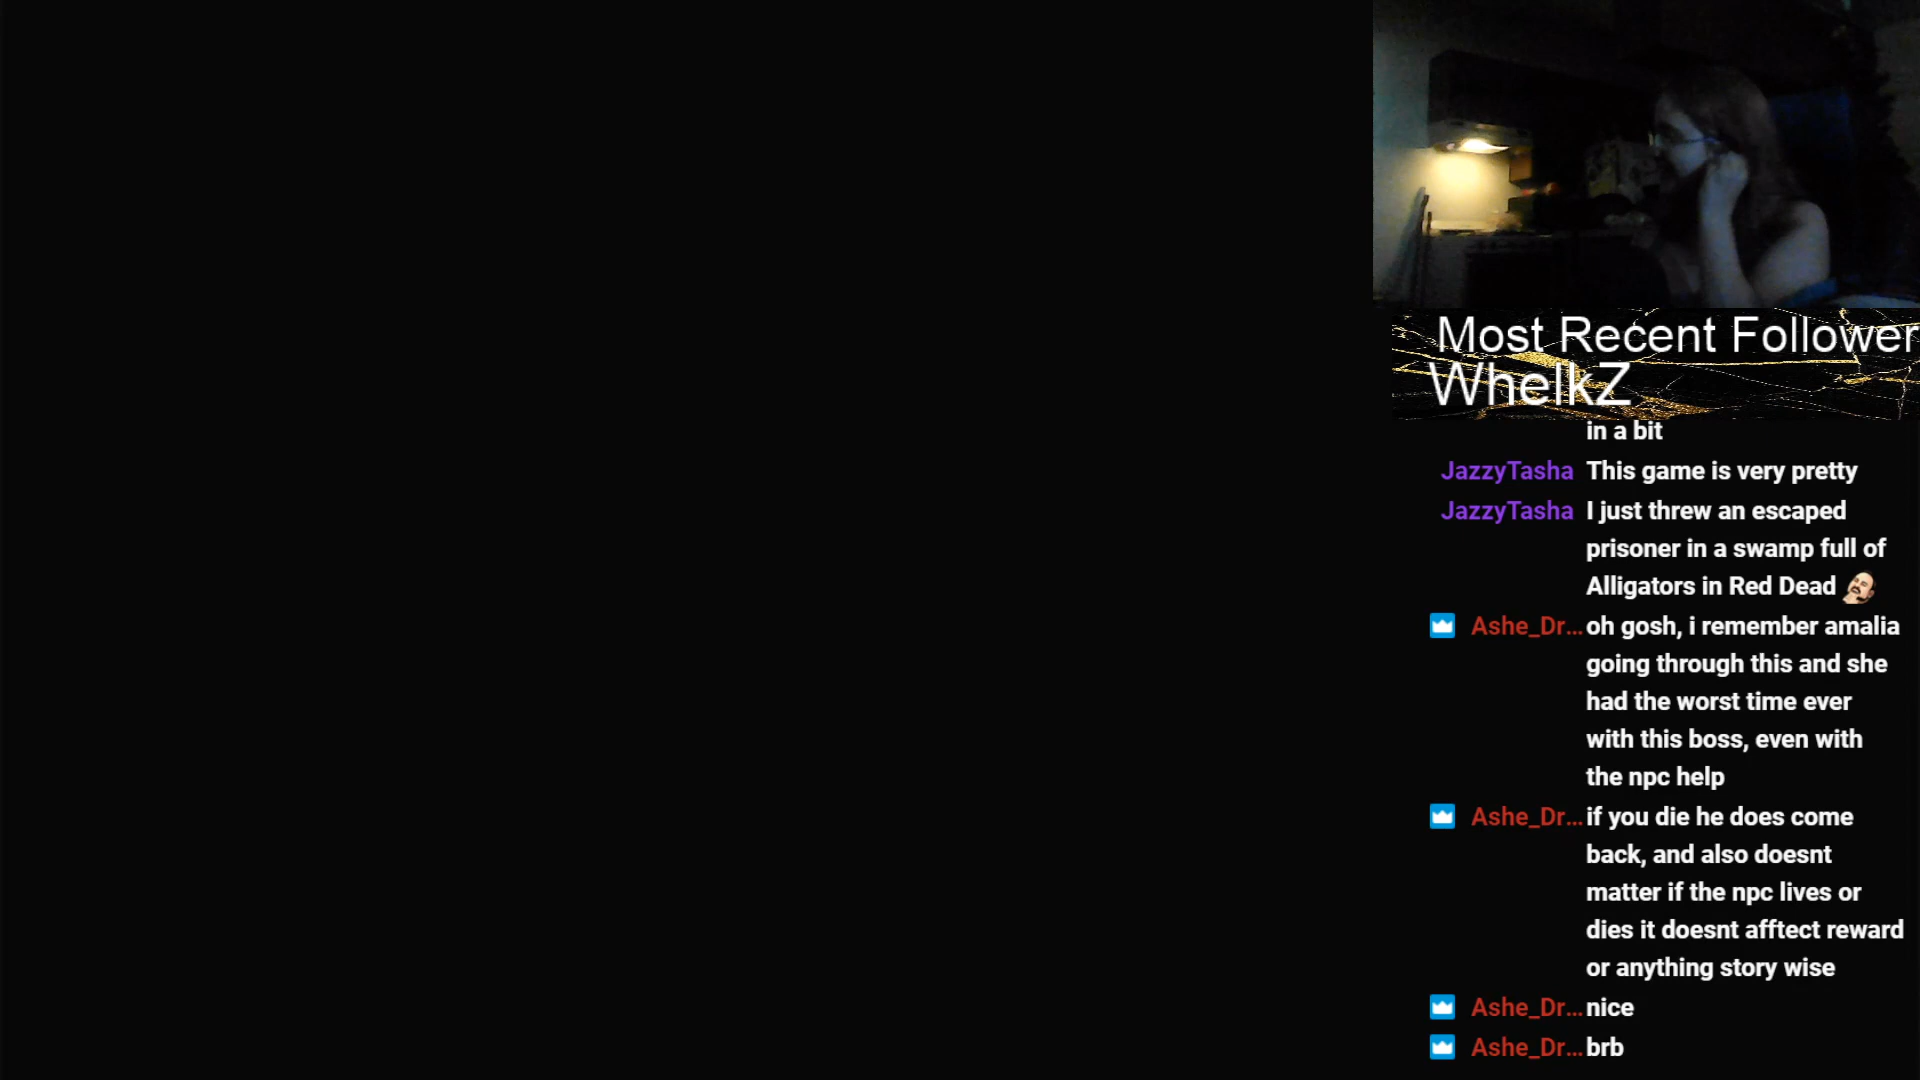 Most Recent Follower
WhelkZ
in a bit
JazzyTasha This game is very pretty
JazzyTasha I just threw an escaped
prisoner in a swamp full of
Alligators in Red Dead
Ashe_Dr... oh gosh, i remember amalia
going through this and she
had the worst time ever
with this boss, even with
the npc help
Ashe_Dr... if you die he does come
back, and also doesnt
matter if the npc lives or
dies it doesnt afftect reward
or anything story wise
Ashe_Dr... nice
Ashe_Dr... brb